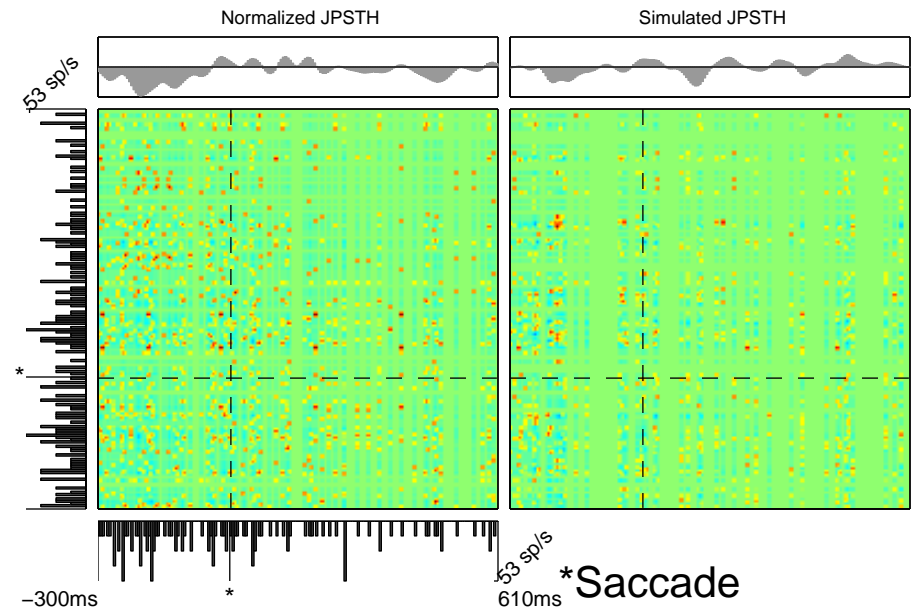 Normalized JPSTH
Simulated JPSTH
53 sp/s
*
53 sp/s
−300ms
*
610ms
*Saccade